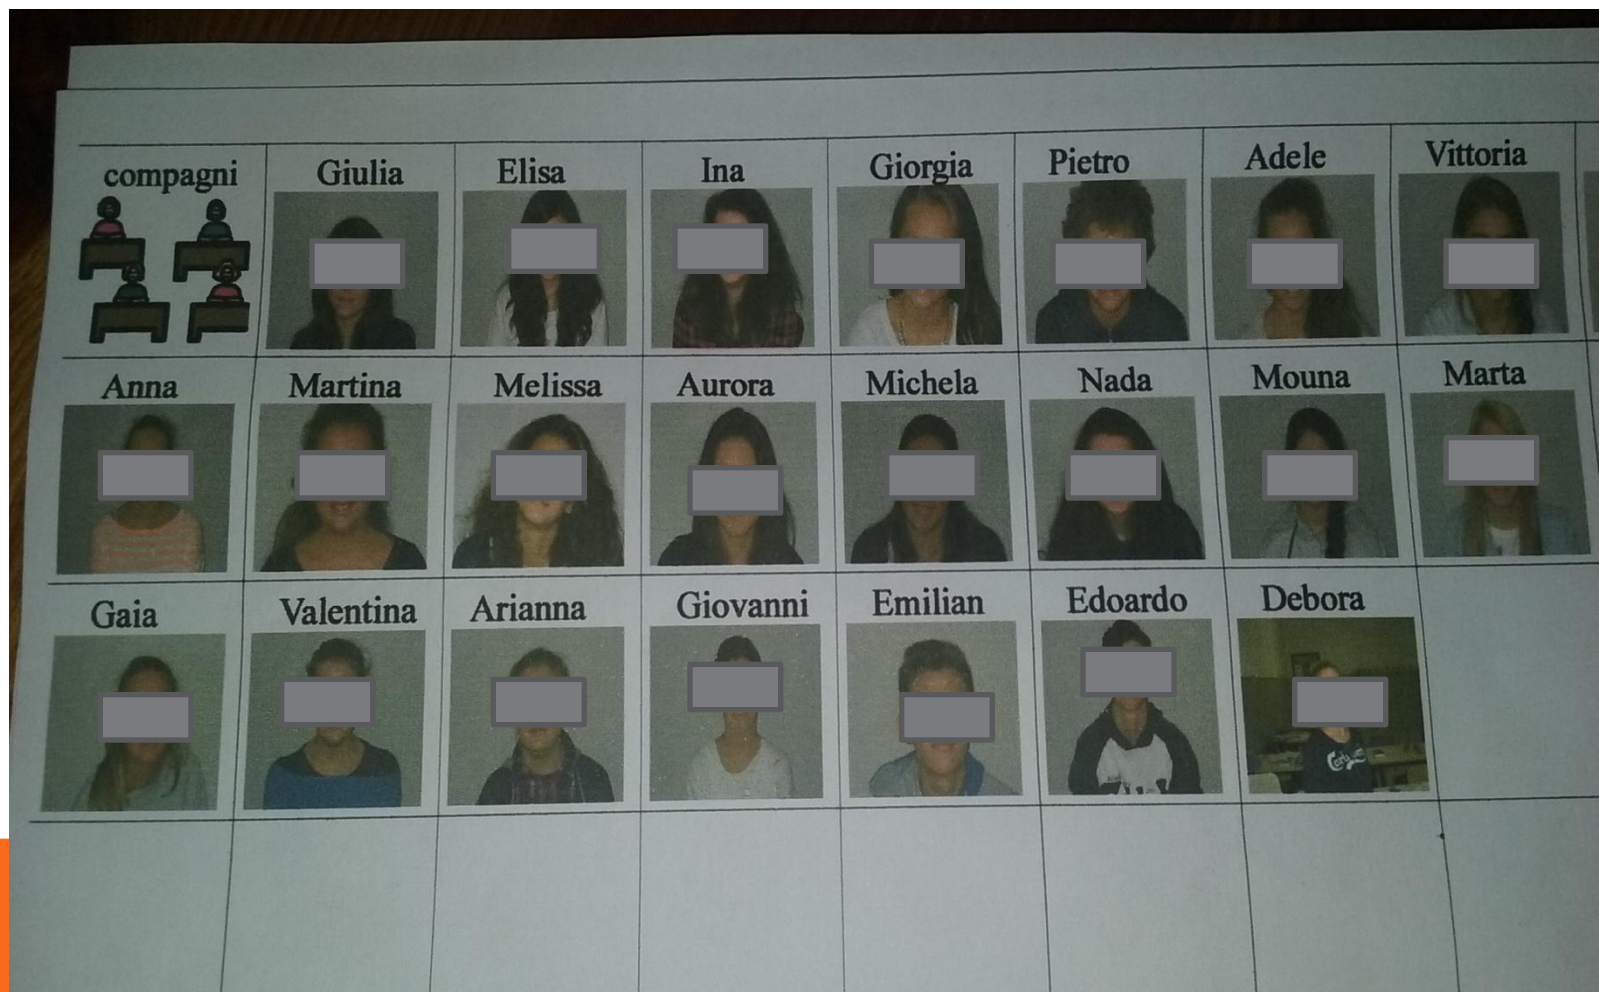 compagni Giulia Elisa Ina Giorgia Pietro Adele Vittoria
Anna Martina Melissa Aurora Michela Nada Mouna Marta
Gaia Valentina Arianna Giovanni Emilian Edoardo Debora